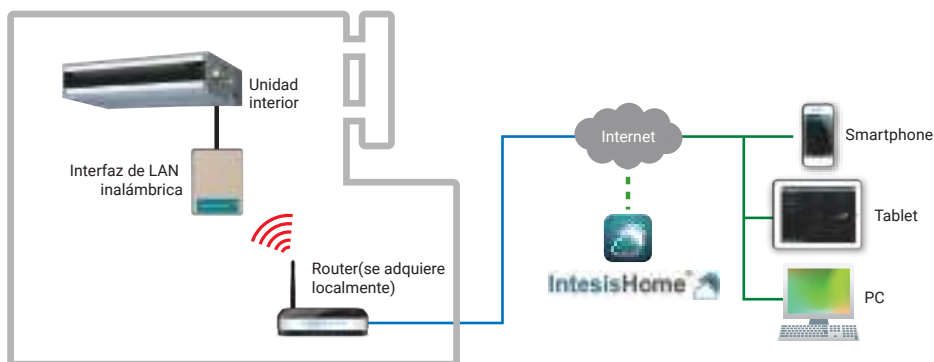 Unidad
interior
Interfaz de LAN
inalámbrica
Router(se adquiere
localmente)
Internet
IntesisHome
Smartphone
Tablet
PC